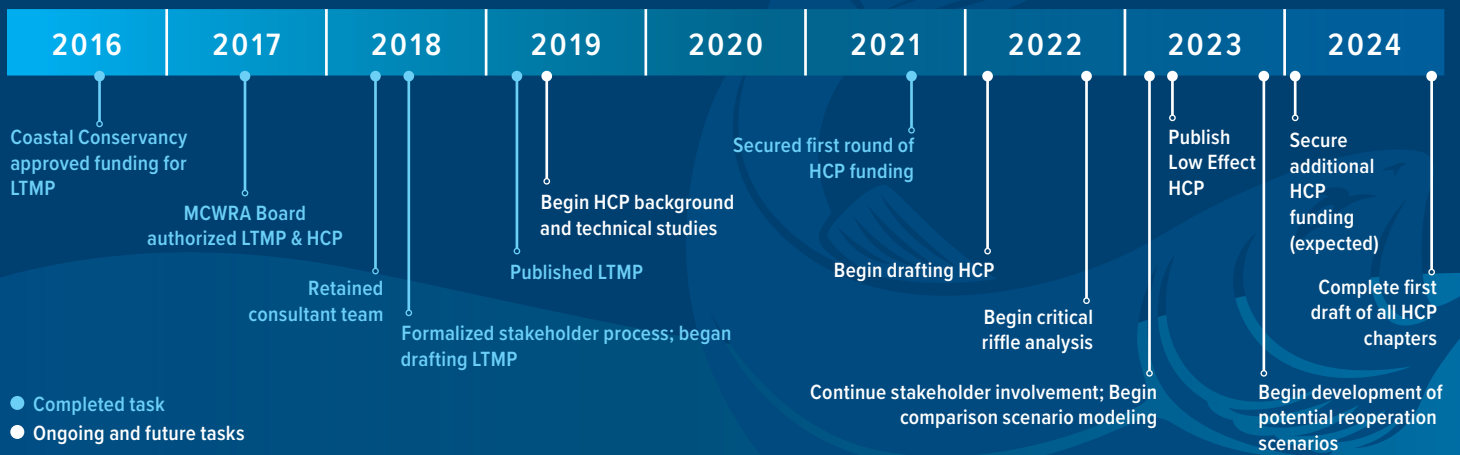 2016 2017 2018 2019 2020 2021 2022 2023 2024
Coastal Conservancy
approved funding for
LTMP
MCWRA Board
authorized LTMP & HCP
Retained
consultant team
Formalized stakeholder process; began
drafting LTMP
Published LTMP
Begin HCP background
and technical studies
Secured first round of
HCP funding
Begin drafting HCP
Begin critical
riffle analysis
Continue stakeholder involvement; Begin
comparison scenario modeling
Publish
Low Effect
HCP
Begin development of
potential reoperation
scenarios
Secure
additional
HCP
funding
(expected)
Complete first
draft of all HCP
chapters
Completed task
Ongoing and future tasks